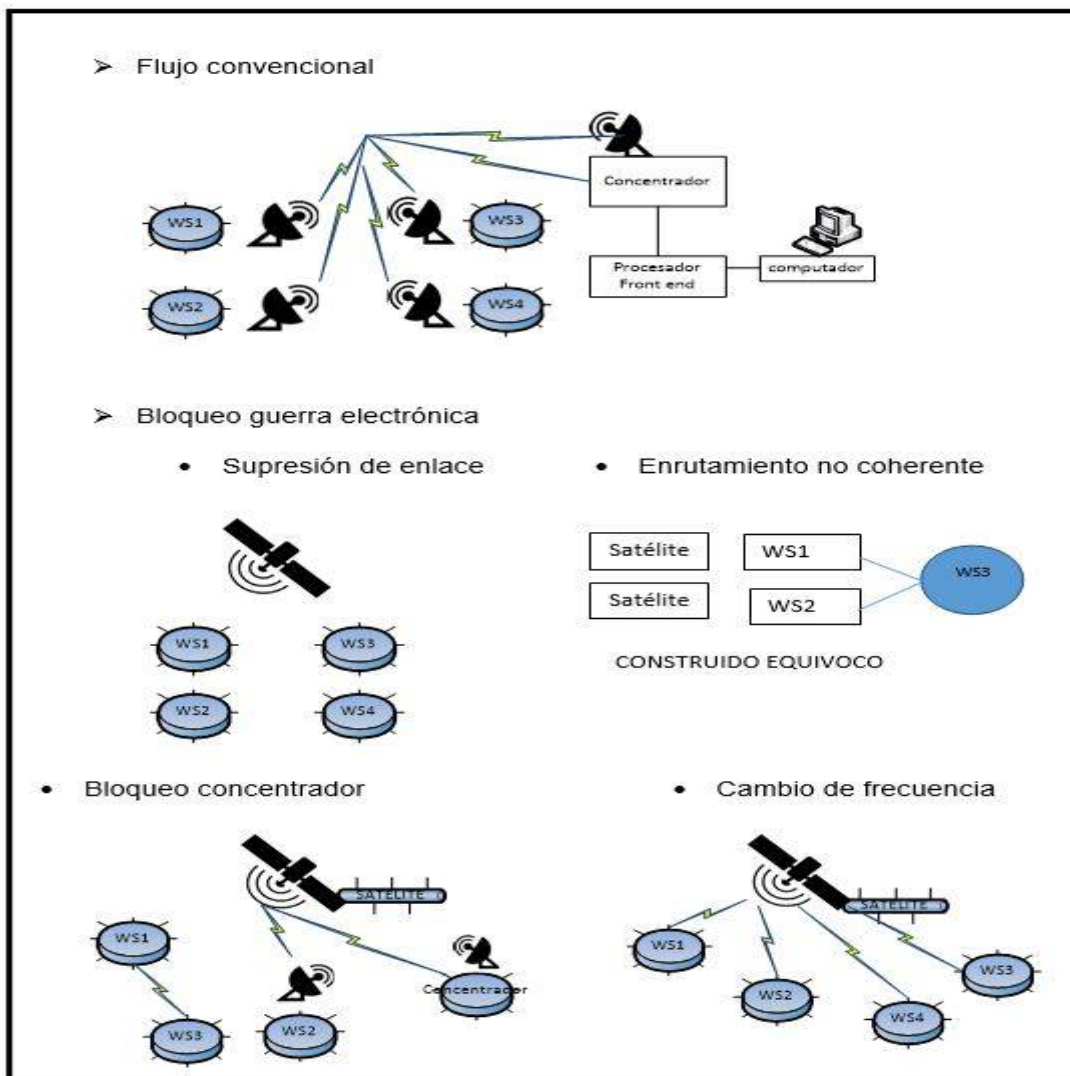 ➤ Flujo convencional
Concentrador
WS1
WS3
Procesador
Front end
computador
WS2
WS4
➤ Bloqueo guerra electrónica
• Supresión de enlace
• Enrutamiento no coherente
Satélite
WS1
WS3
Satélite
WS2
CONSTRUIDO EQUIVOCO
WS1
WS3
WS2
WS4
• Bloqueo concentrador
• Cambio de frecuencia
SATELITE
WS1
Concentrador
WS3
WS2
SATELITE
WS1
WS3
WS2
WS4